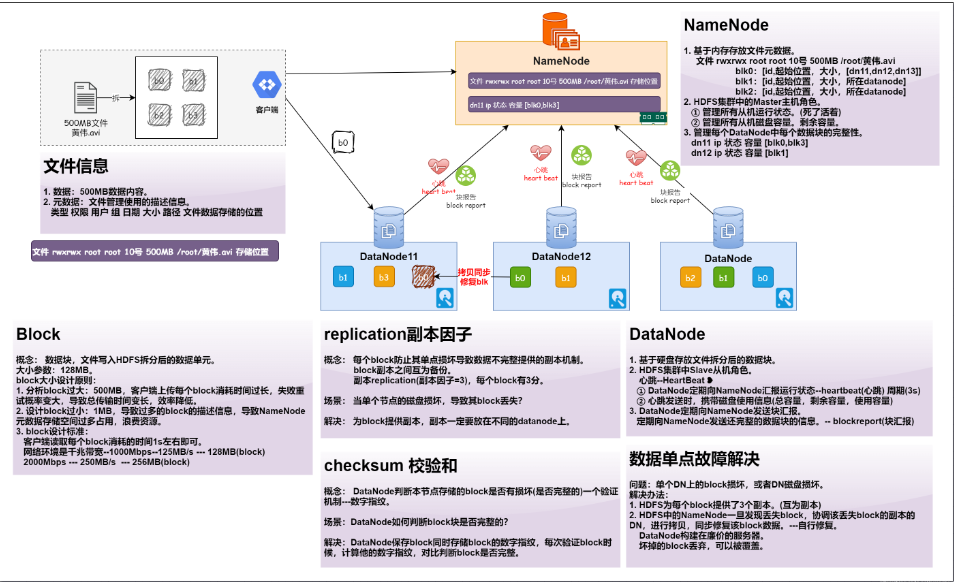 500MB文件
黄伟.avi
拆
b0
b1
b2
b3
客户端
b0
文件信息
1. 数据：500MB数据内容。
2. 元数据：文件管理使用的描述信息。
类型 权限 用户 组 日期 大小 路径 文件数据存储的位置
文件 rwxrwx root root 10号 500MB /root/黄伟.avi 存储位置
NameNode
文件 rwxrwx root root 10号 500MB /root/黄伟.avi 存储位置
dn11 ip 状态 容量 [blk0,blk3]
NameNode
1. 基于内存存放文件元数据。
文件 rwxrwx root root 10号 500MB /root/黄伟.avi
blk0：[id,起始位置，大小，[dn11,dn12,dn13]]
blk1：[id,起始位置，大小，所在datanode]
blk2：[id,起始位置，大小，所在datanode]
2. HDFS集群中的Master主机角色。
① 管理所有从机运行状态。(死了活着)
② 管理所有从机磁盘容量。剩余容量。
3. 管理每个DataNode中每个数据块的完整性。
dn11 ip 状态 容量 [blk0,blk3]
dn12 ip 状态 容量 [blk1]
心跳
heart beat
块报告
block report
心跳
heart beat
块报告
block report
心跳
heart beat
块报告
block report
DataNode11
b1
b3
b0
拷贝同步
修复blk
DataNode12
b0
b1
DataNode
b2
b1
b0
Block
概念： 数据块，文件写入HDFS拆分后的数据单元。
大小参数：128MB。
block大小设计原则：
1. 分析block过大：500MB，客户端上传每个block消耗时间过长，失败重
试概率变大，导致总传输时间变长，效率降低。
2. 设计block过小：1MB，导致过多的block的描述信息，导致NameNode
元数据存储空间过多占用，浪费资源。
3. block设计标准：
客户端读取每个block消耗的时间1s左右即可。
网络环境是千兆带宽--1000Mbps--125MB/s --- 128MB(block)
2000Mbps --- 250MB/s --- 256MB(block)
replication副本因子
概念： 每个block防止其单点损坏导致数据不完整提供的副本机制。
block副本之间互为备份。
副本replication(副本因子=3)，每个block有3分。
场景：当单个节点的磁盘损坏，导致其block丢失？
解决：为block提供副本，副本一定要放在不同的datanode上。
checksum 校验和
概念： DataNode判断本节点存储的block是否有损坏(是否完整的)一个验证
机制---数字指纹。
场景：DataNode如何判断block块是否完整的？
解决：DataNode保存block同时存储block的数字指纹，每次验证block时
候，计算他的数字指纹，对比判断block是否完整。
DataNode
1. 基于硬盘存放文件拆分后的数据块。
2. HDFS集群中Slave从机角色。
心跳--HeartBeat
① DataNode定期向NameNode汇报运行状态--heartbeat(心跳) 周期(3s)
② 心跳发送时，携带磁盘使用信息(总容量，剩余容量，使用容量)
3. DataNode定期向NameNode发送块汇报。
定期向NameNode发送还完整的数据块的信息。-- blockreport(块汇报)
数据单点故障解决
问题：单个DN上的block损坏，或者DN磁盘损坏。
解决办法：
1. HDFS为每个block提供了3个副本。(互为副本)
2. HDFS中的NameNode一旦发现丢失block，协调该丢失block的副本的
DN，进行拷贝，同步修复该block数据。---自行修复。
DataNode构建在廉价的服务器。
坏掉的block丢弃，可以被覆盖。